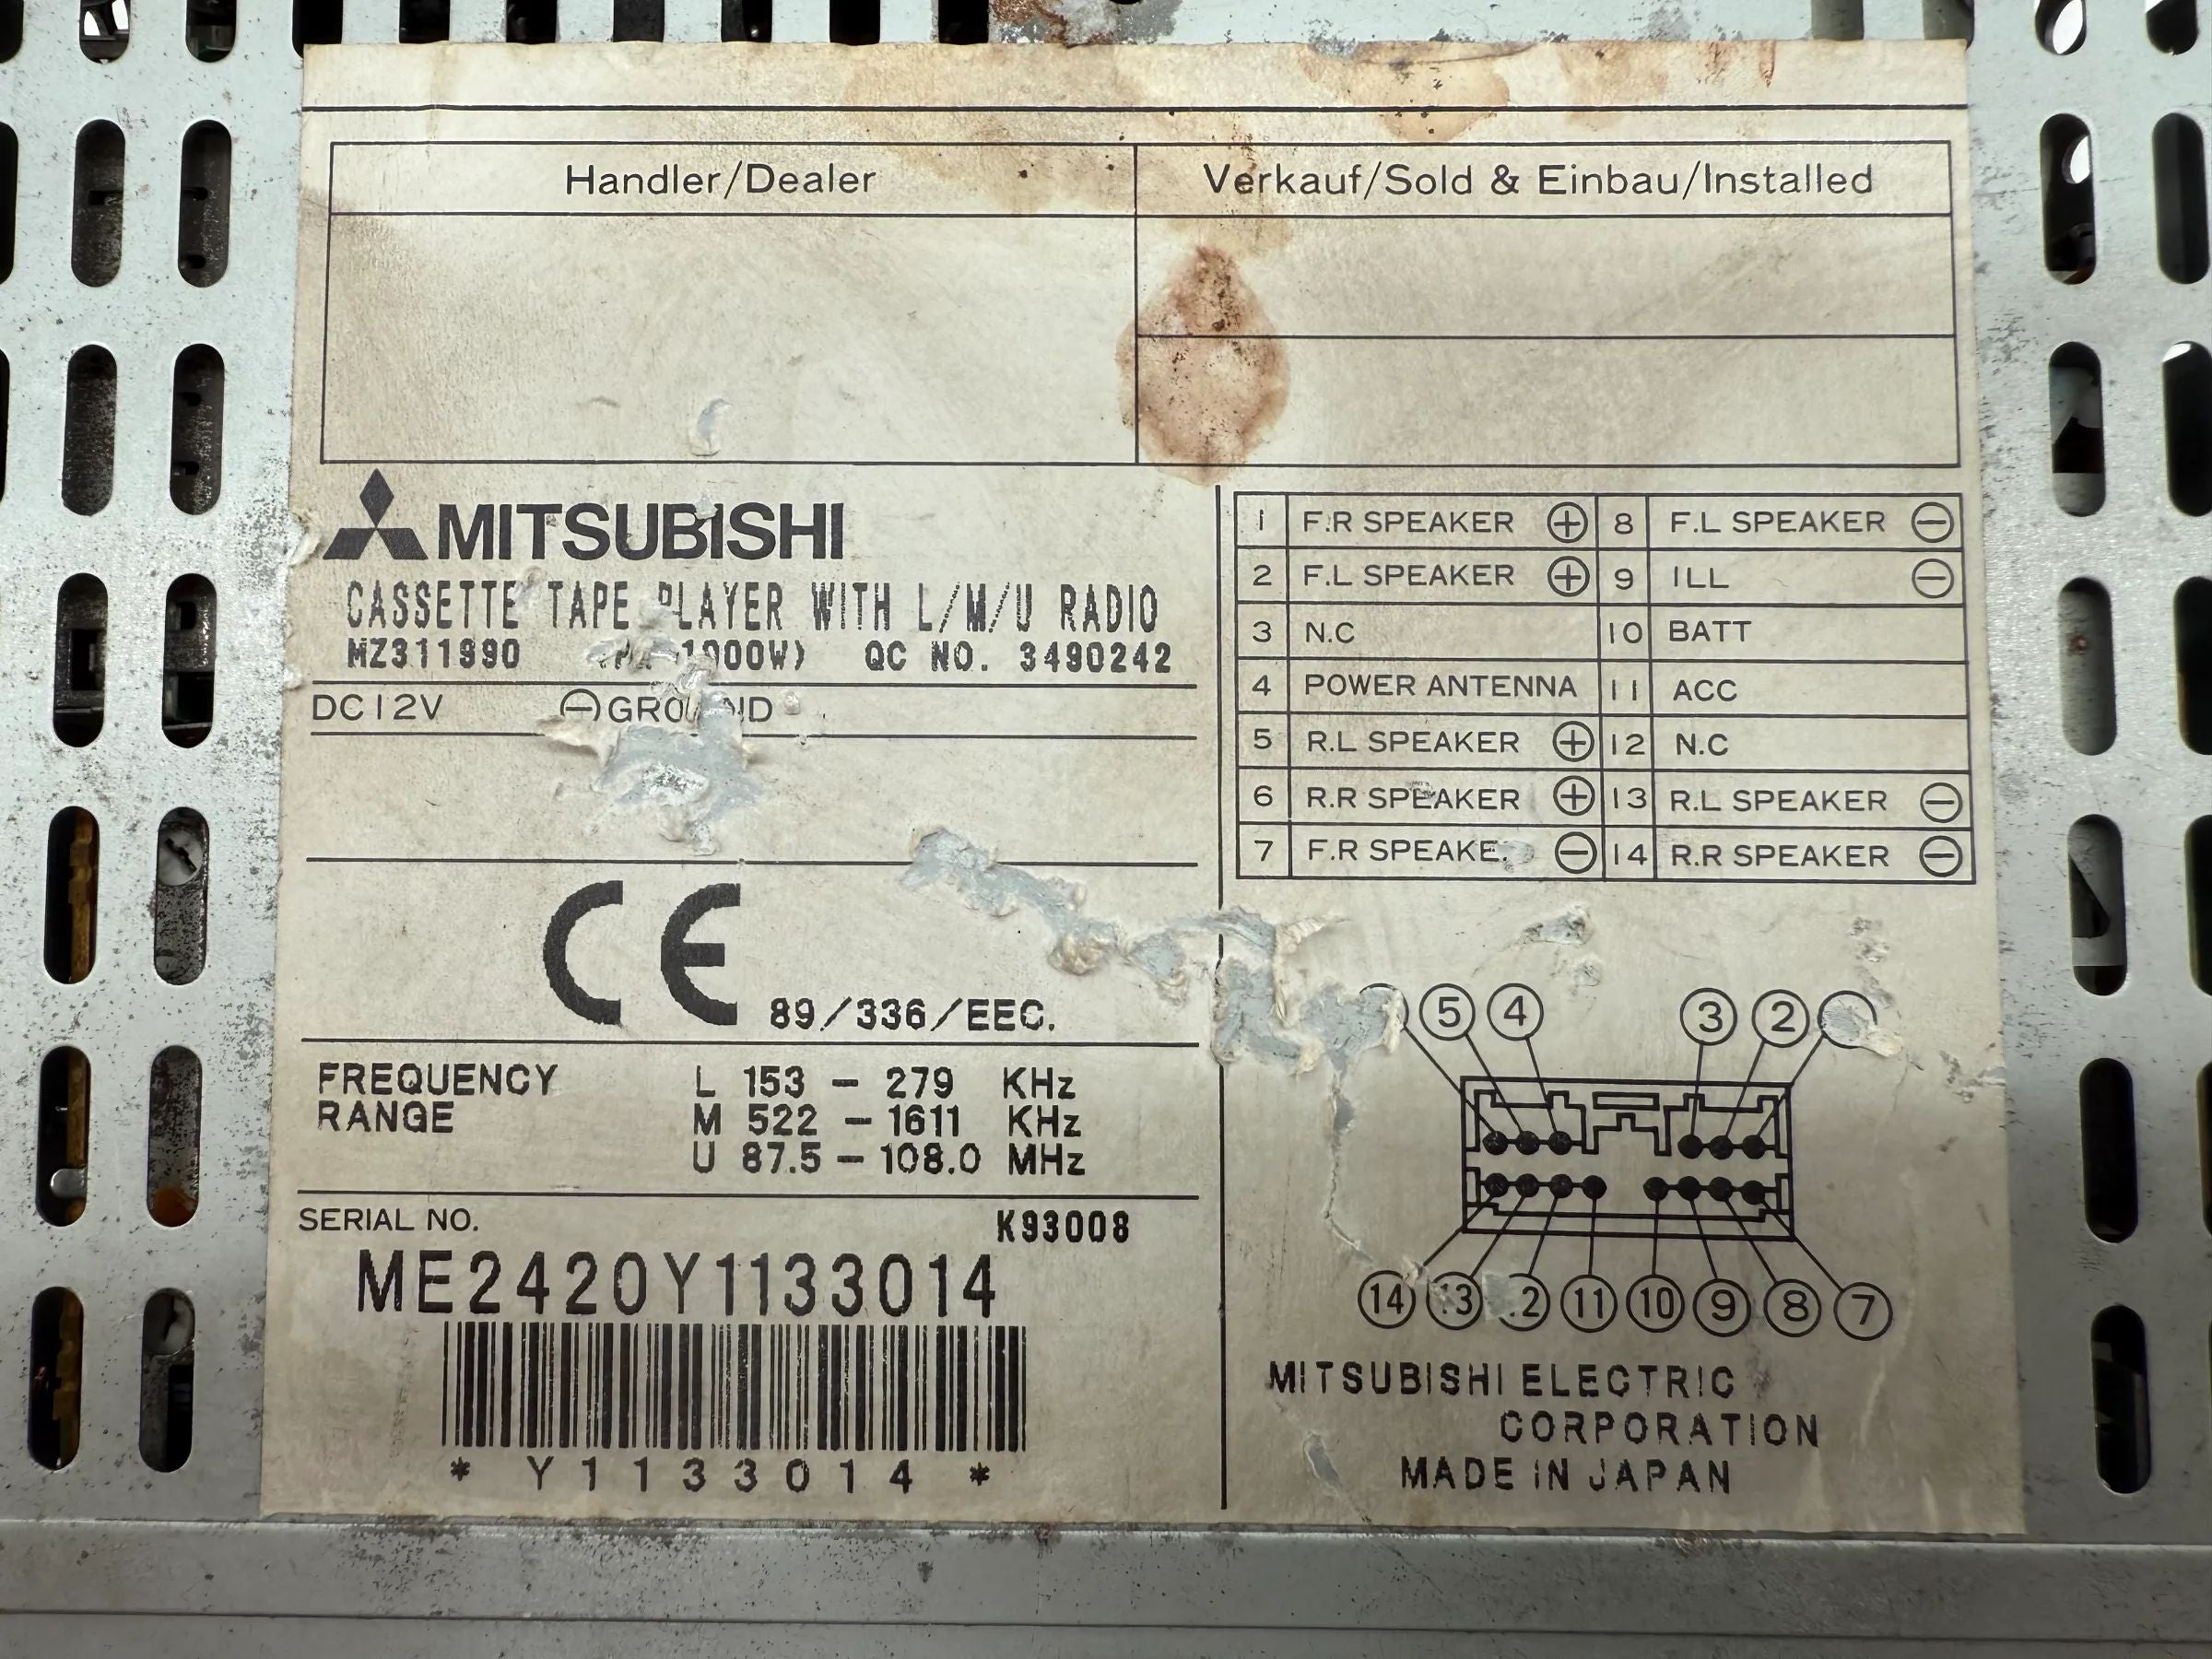 Handler/Dealer
Verkauf/Sold & Einbau/Installed
MITSUBISHI
CASSETTE TAPE PLAYER WITH L/M/U RADIO
MZ311990 QC NO. 3490242
DC12V ⊖GROUND
CE 89/336/EEC.
FREQUENCY RANGE
L 153 – 279 KHz
M 522 – 1611 KHz
U 87.5 – 108.0 MHz
SERIAL NO. K93008
ME2420Y1133014
* Y1133014 *
1 F.R SPEAKER ⊕ 8 F.L SPEAKER ⊖
2 F.L SPEAKER ⊕ 9 ILL ⊖
3 N.C 10 BATT
4 POWER ANTENNA 11 ACC
5 R.L SPEAKER ⊕ 12 N.C
6 R.R SPEAKER ⊕ 13 R.L SPEAKER ⊖
7 F.R SPEAKE ⊖ 14 R.R SPEAKER ⊖
5 4 3 2
14 13 12 11 10 9 8 7
MITSUBISHI ELECTRIC
CORPORATION
MADE IN JAPAN